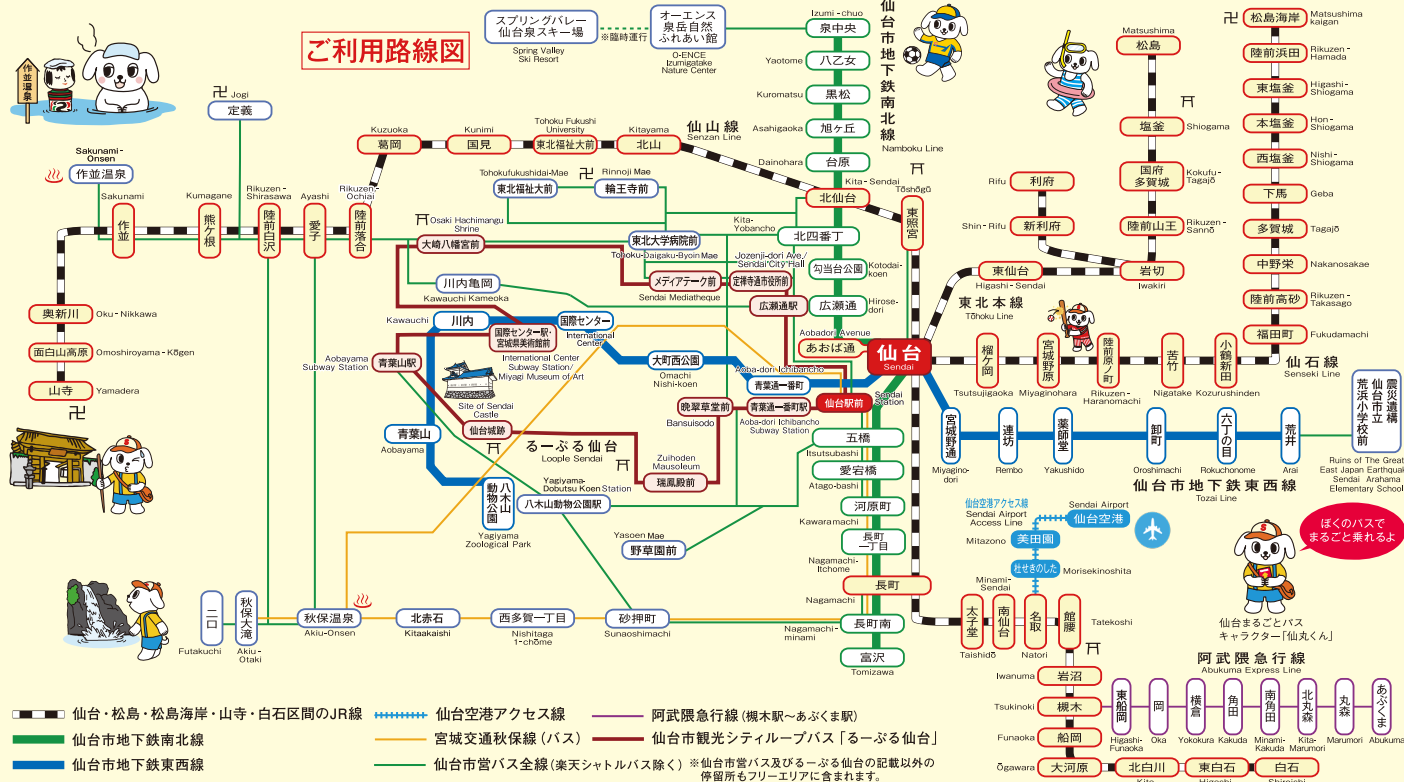 ご利用路線図
スプリングバレー
仙台泉スキー場
Spring Valley
Ski Resort
※臨時運行
オーエンス
泉岳自然
ふれあい館
O-ENCE
Izumigatake
Nature Center
Izumi-chuo
泉中央
Yaotome
八乙女
Kuromatsu
黒松
Asahigaoka
旭ヶ丘
Dainohara
台原
仙台市地下鉄南北線
Namboku Line
作並温泉
卍 Jogi
定義
Sakunami-
Onsen
作並温泉
Sakunami
作並
Kumagane
熊ヶ根
Rikuzen-
Shirasawa
陸前白沢
Ayashi
愛子
Rikuzen-
Ochiai
陸前落合
Kuzuoka
葛岡
Kunimi
国見
Tohoku Fukushi
University
東北福祉大前
Kitayama
北山
仙山線
Senzan Line
Tohokufukushidai-Mae
東北福祉大前
卍
Rinnoji Mae
輪王寺前
Kita-Sendai
北仙台
Tōshōgū
東照宮
Osaki Hachimangu
Shrine
大崎八幡宮前
東北大学病院前
Tohoku-Daigaku-Byoin Mae
Kita-
Yobancho
北四番丁
Jozenji-dori Ave./
Sendai City Hall
メディアテーク前
Sendai Mediatheque
定禅寺通市役所前
勾当台公園
Kotodai-
koen
川内亀岡
Kawauchi Kameoka
広瀬通駅
広瀬通
Hirose-
dori
Kawauchi
川内
国際センター
International
Center
国際センター駅・
宮城県美術館前
International Center
Subway Station/
Miyagi Museum of Art
Aobayama
Subway Station
青葉山駅
大町西公園
Omachi
Nishi-koen
Aobadori Avenue
あおば通
仙台
Sendai
Aoba-dori Ichibancho
青葉通一番町
Site of Sendai
Castle
仙台城跡
晩翠草堂前
Bansuisodo
青葉通一番町駅
Aoba-dori Ichibancho
Subway Station
仙台駅前
Sendai
Station
青葉山
Aobayama
るーぷる仙台
Loople Sendai
Zuihoden
Mausoleum
瑞鳳殿前
八木山
動物公園
Yagiyama
Zoological Park
Yagiyama-
Dobutsu Koen Station
八木山動物公園駅
Yasoen Mae
野草園前
五橋
Itsutsubashi
愛宕橋
Atago-bashi
河原町
Kawaramachi
長町
一丁目
Nagamachi-
Itchome
長町
Nagamachi
Nagamachi-
minami
長町南
富沢
Tomizawa
奥新川
Oku-Nikkawa
面白山高原
Omoshiroyama-Kōgen
山寺
Yamadera
卍
二口
Futakuchi
秋保大滝
Akiu-
Otaki
秋保温泉
Akiu-Onsen
北赤石
Kitaakaishi
西多賀一丁目
Nishitaga
1-chōme
砂押町
Sunaoshimachi
Matsushima
松島
塩釜
Shiogama
国府
多賀城
Kokufu-
Tagajō
陸前山王
Rikuzen-
Sannō
岩切
Iwakiri
Rifu
利府
Shin-Rifu
新利府
東仙台
Higashi-Sendai
東北本線
Tōhoku Line
卍
松島海岸
Matsushima
kaigan
陸前浜田
Rikuzen-
Hamada
東塩釜
Higashi-
Shiogama
本塩釜
Hon-
Shiogama
西塩釜
Nishi-
Shiogama
下馬
Geba
多賀城
Tagajō
中野栄
Nakanosakae
陸前高砂
Rikuzen-
Takasago
福田町
Fukudamachi
仙石線
Senseki Line
榴ケ岡
Tsutsujigaoka
宮城野原
Miyaginohara
陸前原ノ町
Rikuzen-
Haranomachi
苦竹
Nigatake
小鶴新田
Kozurushinden
宮城野通
Miyagino-
dori
連坊
Rembo
薬師堂
Yakushido
卸町
Oroshimachi
六丁の目
Rokuchonome
荒井
Arai
仙台市地下鉄東西線
Tozai Line
震災遺構
仙台市立
荒浜小学校前
Ruins of The Great
East Japan Earthquake
Sendai Arahama
Elementary School
仙台空港アクセス線
Sendai Airport
Access Line
Sendai Airport
仙台空港
Mitazono
美田園
杜せきのした
Morisekinoshita
ぼくのバスで
まるごと乗れるよ
仙台まるごとパス
キャラクター「仙丸くん」
太子堂
Taishidō
Minami-
Sendai
南仙台
名取
Natori
館腰
Tatekoshi
Iwanuma
岩沼
Tsukinoki
槻木
Funaoka
船岡
Ōgawara
大河原
北白川
Kita
東白石
Higashi
白石
Shiroishi
阿武隈急行線
Abukuma Express Line
東船岡
Higashi-
Funaoka
岡
Oka
横倉
Yokokura
角田
Kakuda
南角田
Minami-
Kakuda
北丸森
Kita-
Marumori
丸森
Marumori
あぶくま
Abukuma
仙台・松島・松島海岸・山寺・白石区間のJR線
仙台市地下鉄南北線
仙台市地下鉄東西線
仙台空港アクセス線
宮城交通秋保線(バス)
仙台市営バス全線(楽天シャトルバス除く)
阿武隈急行線(槻木駅〜あぶくま駅)
仙台市観光シティループバス「るーぷる仙台」
※仙台市営バス及びるーぷる仙台の記載以外の
停留所もフリーエリアに含まれます。